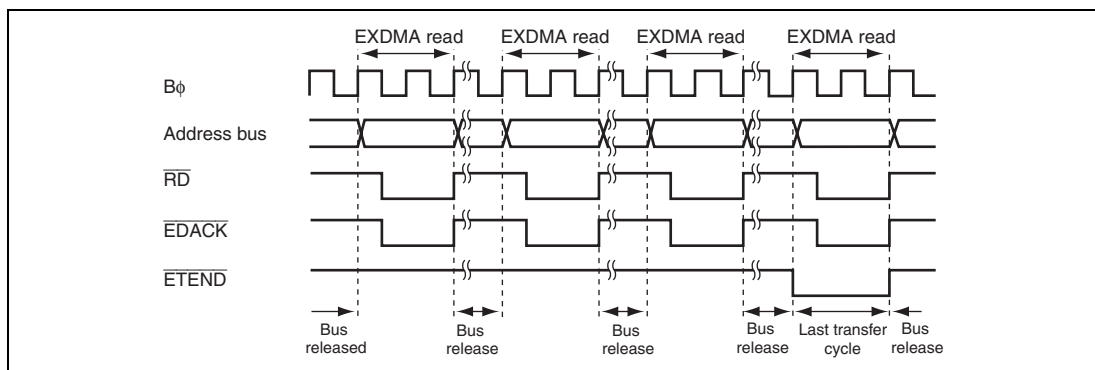 EXDMA read EXDMA read EXDMA read EXDMA read
Bϕ
Address bus
RD
EDACK
ETEND
Bus released Bus release Bus release Bus release Last transfer cycle Bus release